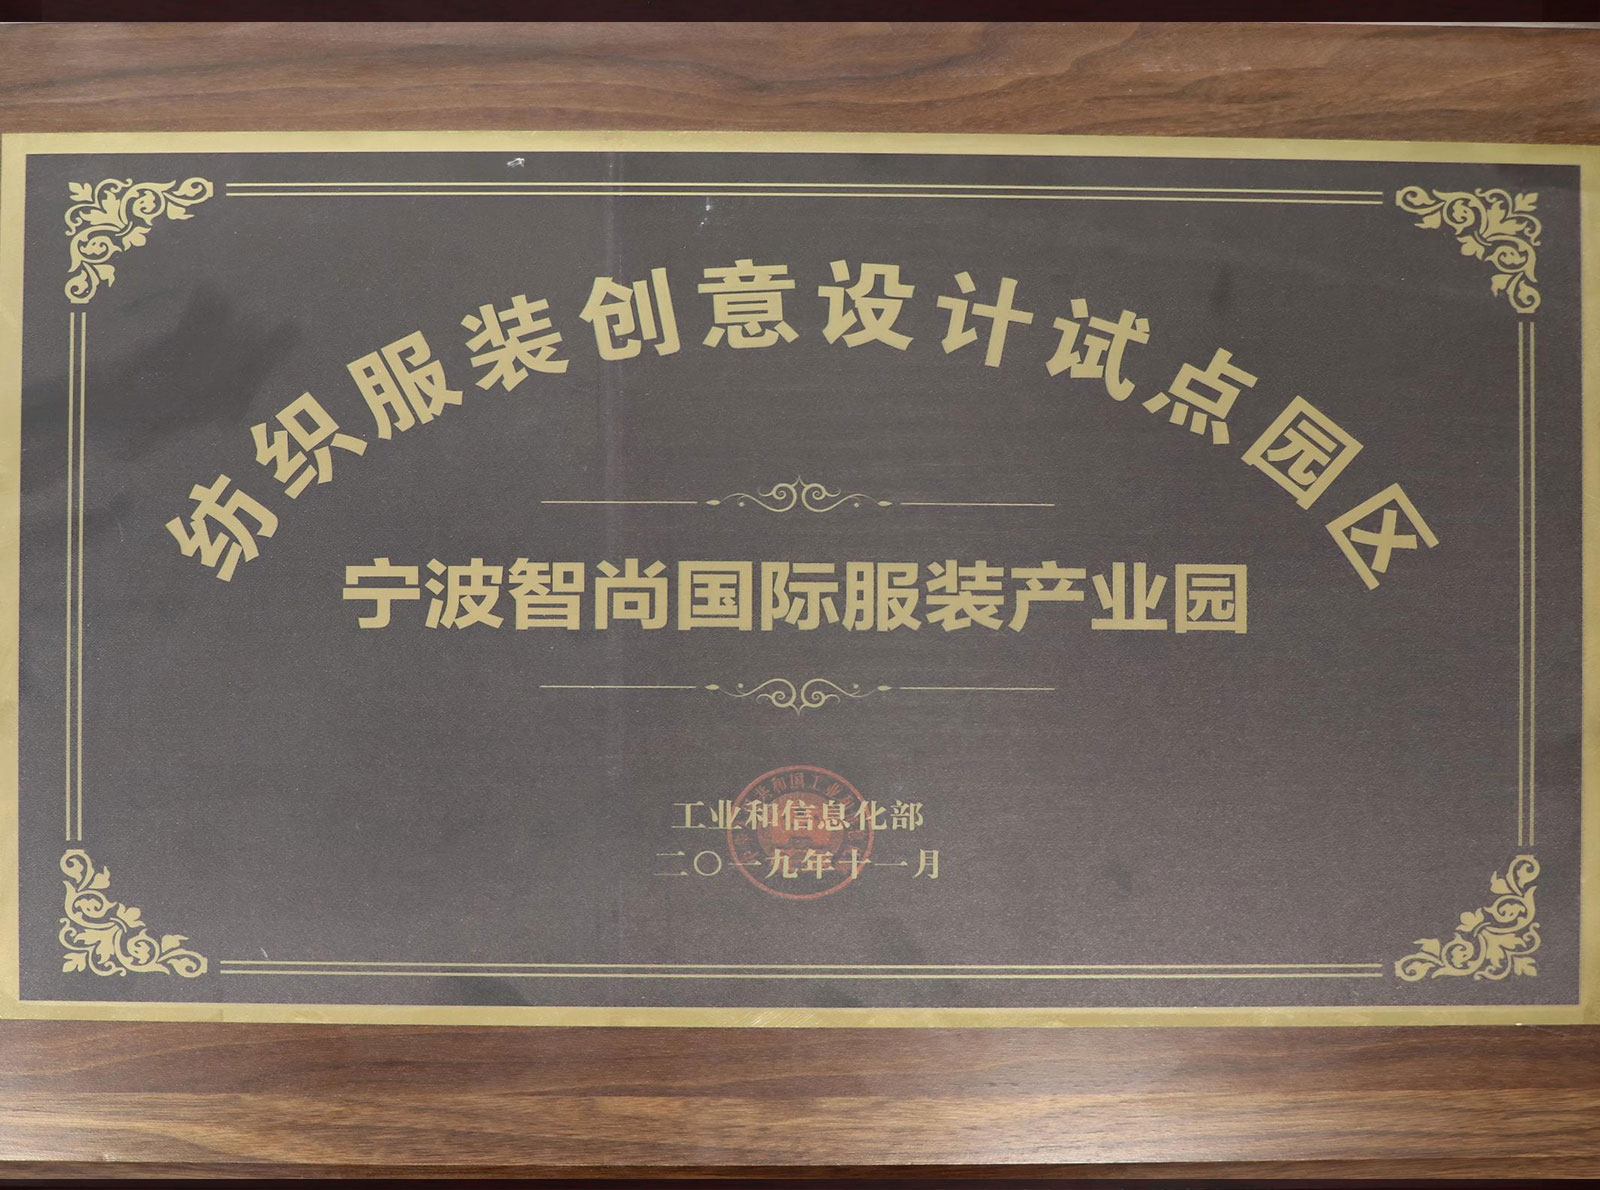 纺织服装创意设计试点园区
宁波智尚国际服装产业园
工业和信息化部
二〇一九年十一月